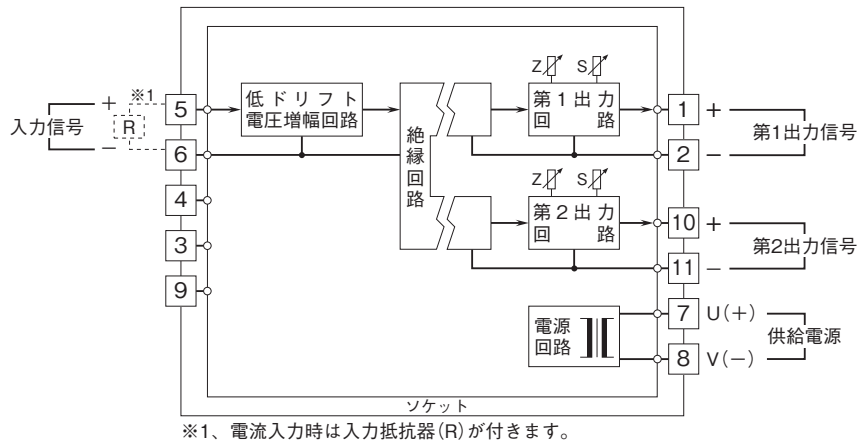 ※1
入力信号
+
R
−
5
6
4
3
9
低ドリフト
電圧増幅回路
絶縁回路
Z S
第1出力
回路
1 +
2 −
第1出力信号
Z S
第2出力
回路
10 +
11 −
第2出力信号
電源
回路
7 U(+)
8 V(−)
供給電源
ソケット
※1、電流入力時は入力抵抗器(R)が付きます。